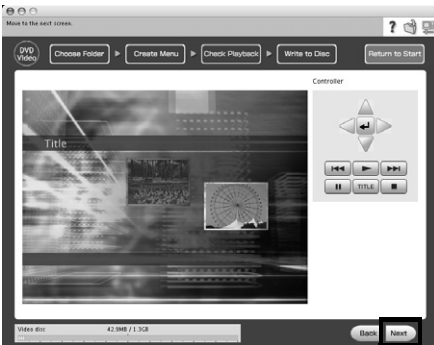 Move to the next screen.
?
DVD Video
Choose Folder
Create Menu
Check Playback
Write to Disc
Return to Start
Controller
Title
TITLE
Video disc 42.9MB / 1.3GB
Back
Next